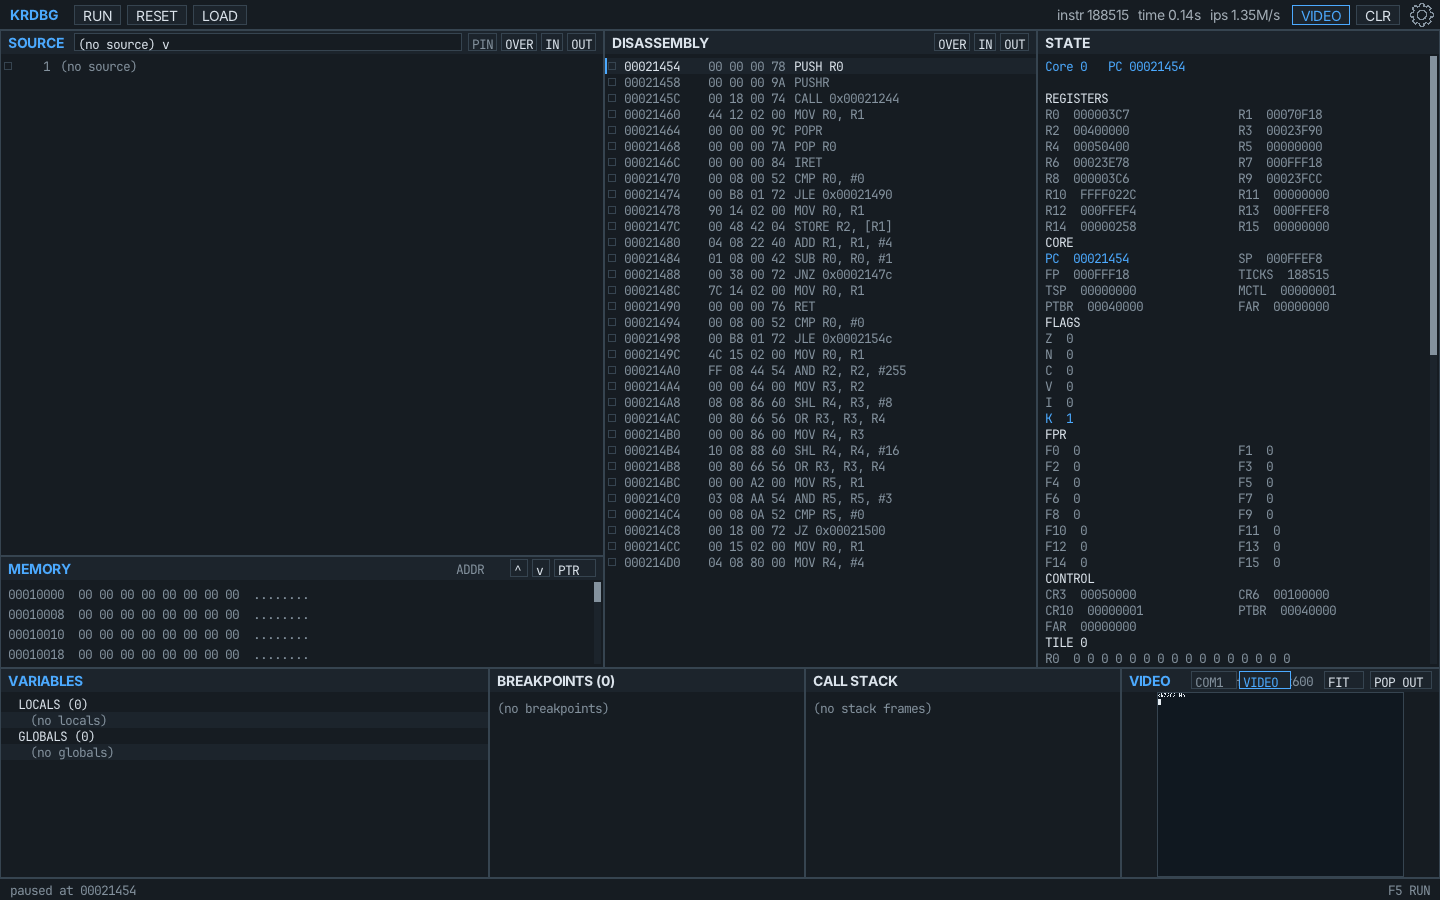 KRDBG RUN RESET LOAD instr 188515 time 0.14s ips 1.35M/s VIDEO CLR
SOURCE (no source) v PIN OVER IN OUT
1 (no source)
MEMORY ADDR ^ v PTR
00010000 00 00 00 00 00 00 00 00 ........
00010008 00 00 00 00 00 00 00 00 ........
00010010 00 00 00 00 00 00 00 00 ........
00010018 00 00 00 00 00 00 00 00 ........
DISASSEMBLY OVER IN OUT
00021454 00 00 00 78 PUSH R0
00021458 00 00 00 9A PUSHR
0002145C 00 18 00 74 CALL 0x00021244
00021460 44 12 02 00 MOV R0, R1
00021464 00 00 00 9C POPR
00021468 00 00 00 7A POP R0
0002146C 00 00 00 84 IRET
00021470 00 08 00 52 CMP R0, #0
00021474 00 B8 01 72 JLE 0x00021490
00021478 90 14 02 00 MOV R0, R1
0002147C 00 48 42 04 STORE R2, [R1]
00021480 04 08 22 40 ADD R1, R1, #4
00021484 01 08 00 42 SUB R0, R0, #1
00021488 00 38 00 72 JNZ 0x0002147c
0002148C 7C 14 02 00 MOV R0, R1
00021490 00 00 00 76 RET
00021494 00 08 00 52 CMP R0, #0
00021498 00 B8 01 72 JLE 0x0002154c
0002149C 4C 15 02 00 MOV R0, R1
000214A0 FF 08 44 54 AND R2, R2, #255
000214A4 00 00 64 00 MOV R3, R2
000214A8 08 08 86 60 SHL R4, R3, #8
000214AC 00 80 66 56 OR R3, R3, R4
000214B0 00 00 86 00 MOV R4, R3
000214B4 10 08 88 60 SHL R4, R4, #16
000214B8 00 80 66 56 OR R3, R3, R4
000214BC 00 00 A2 00 MOV R5, R1
000214C0 03 08 AA 54 AND R5, R5, #3
000214C4 00 08 0A 52 CMP R5, #0
000214C8 00 18 00 72 JZ 0x00021500
000214CC 00 15 02 00 MOV R0, R1
000214D0 04 08 80 00 MOV R4, #4
STATE
Core 0 PC 00021454
REGISTERS
R0 000003C7 R1 00070F18
R2 00400000 R3 00023F90
R4 00050400 R5 00000000
R6 00023E78 R7 000FFF18
R8 000003C6 R9 00023FCC
R10 FFFF022C R11 00000000
R12 000FFEF4 R13 000FFEF8
R14 00000258 R15 00000000
CORE
PC 00021454 SP 000FFEF8
FP 000FFF18 TICKS 188515
TSP 00000000 MCTL 00000001
PTBR 00040000 FAR 00000000
FLAGS
Z 0
N 0
C 0
V 0
I 0
K 1
FPR
F0 0 F1 0
F2 0 F3 0
F4 0 F5 0
F6 0 F7 0
F8 0 F9 0
F10 0 F11 0
F12 0 F13 0
F14 0 F15 0
CONTROL
CR3 00050000 CR6 00100000
CR10 00000001 PTBR 00040000
FAR 00000000
TILE 0
R0 0 0 0 0 0 0 0 0 0 0 0 0 0 0 0 0
VARIABLES
LOCALS (0)
(no locals)
GLOBALS (0)
(no globals)
BREAKPOINTS (0)
(no breakpoints)
CALL STACK
(no stack frames)
VIDEO COM1 VIDEO 600 FIT POP OUT
paused at 00021454 F5 RUN